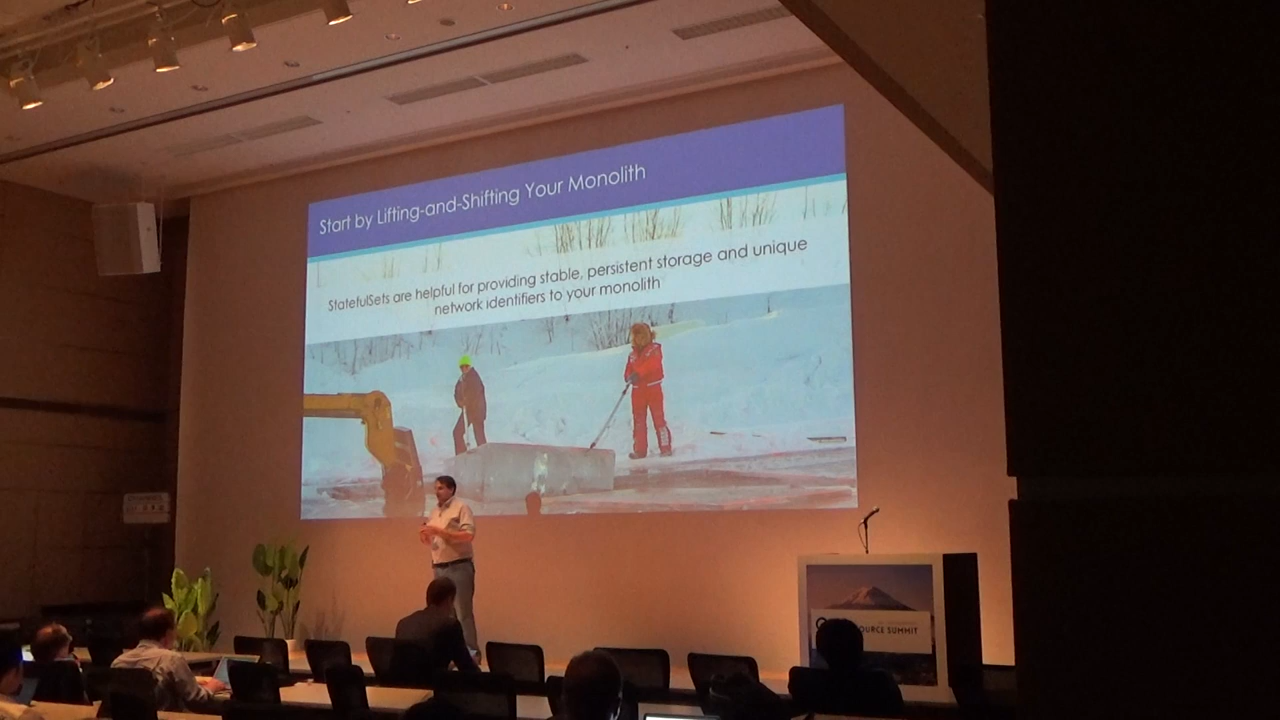 Start by Lifting-and-Shifting Your Monolith
StatefulSets are helpful for providing stable, persistent storage and unique
network identifiers to your monolith
SUMMIT